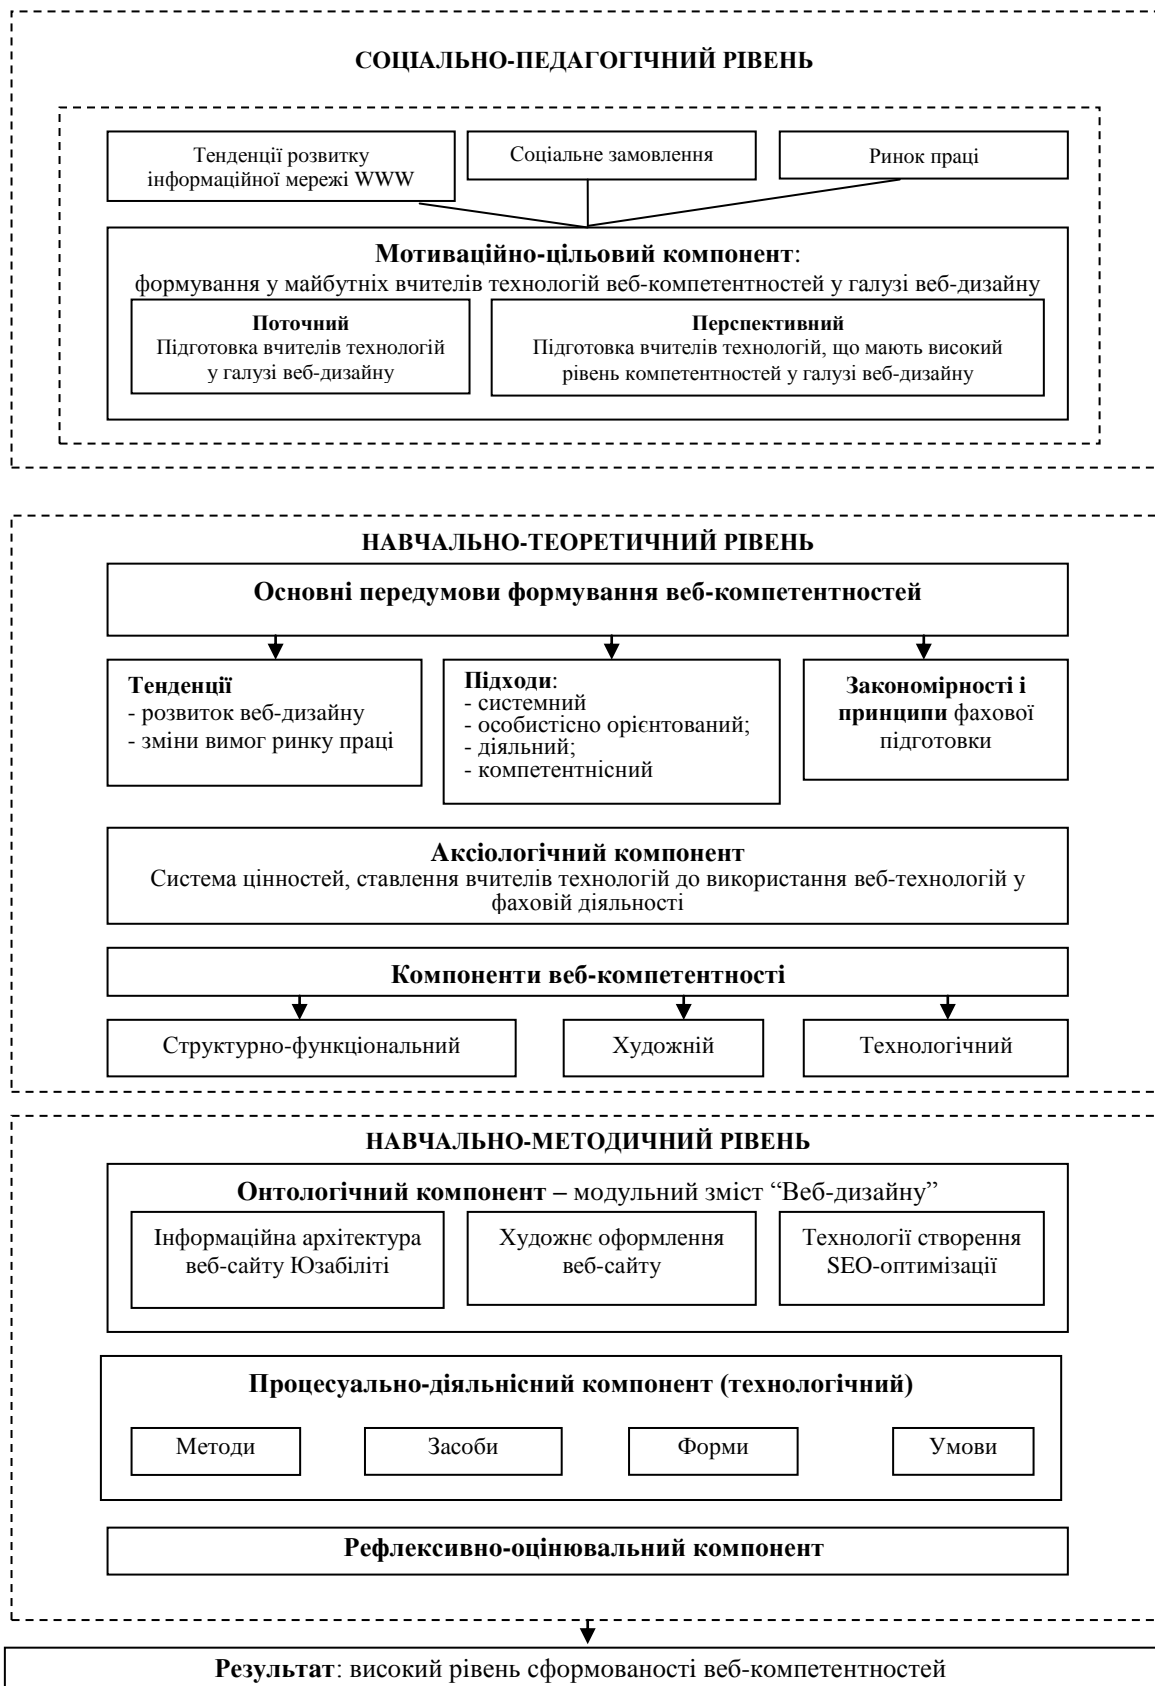 СОЦІАЛЬНО-ПЕДАГОГІЧНИЙ РІВЕНЬ
Тенденції розвитку
інформаційної мережі WWW
Соціальне замовлення
Ринок праці
Мотиваційно-цільовий компонент:
формування у майбутніх вчителів технологій веб-компетентностей у галузі веб-дизайну
Поточний
Підготовка вчителів технологій
у галузі веб-дизайну
Перспективний
Підготовка вчителів технологій, що мають високий
рівень компетентностей у галузі веб-дизайну
НАВЧАЛЬНО-ТЕОРЕТИЧНИЙ РІВЕНЬ
Основні передумови формування веб-компетентностей
Тенденції
- розвиток веб-дизайну
- зміни вимог ринку праці
Підходи:
- системний
- особистісно орієнтований;
- діяльний;
- компетентнісний
Закономірності і
принципи фахової
підготовки
Аксіологічний компонент
Система цінностей, ставлення вчителів технологій до використання веб-технологій у
фаховій діяльності
Компоненти веб-компетентності
Структурно-функціональний
Художній
Технологічний
НАВЧАЛЬНО-МЕТОДИЧНИЙ РІВЕНЬ
Онтологічний компонент – модульний зміст “Веб-дизайну”
Інформаційна архітектура
веб-сайту Юзабіліті
Художнє оформлення
веб-сайту
Технології створення
SEO-оптимізації
Процесуально-діяльнісний компонент (технологічний)
Методи
Засоби
Форми
Умови
Рефлексивно-оцінювальний компонент
Результат: високий рівень сформованості веб-компетентностей